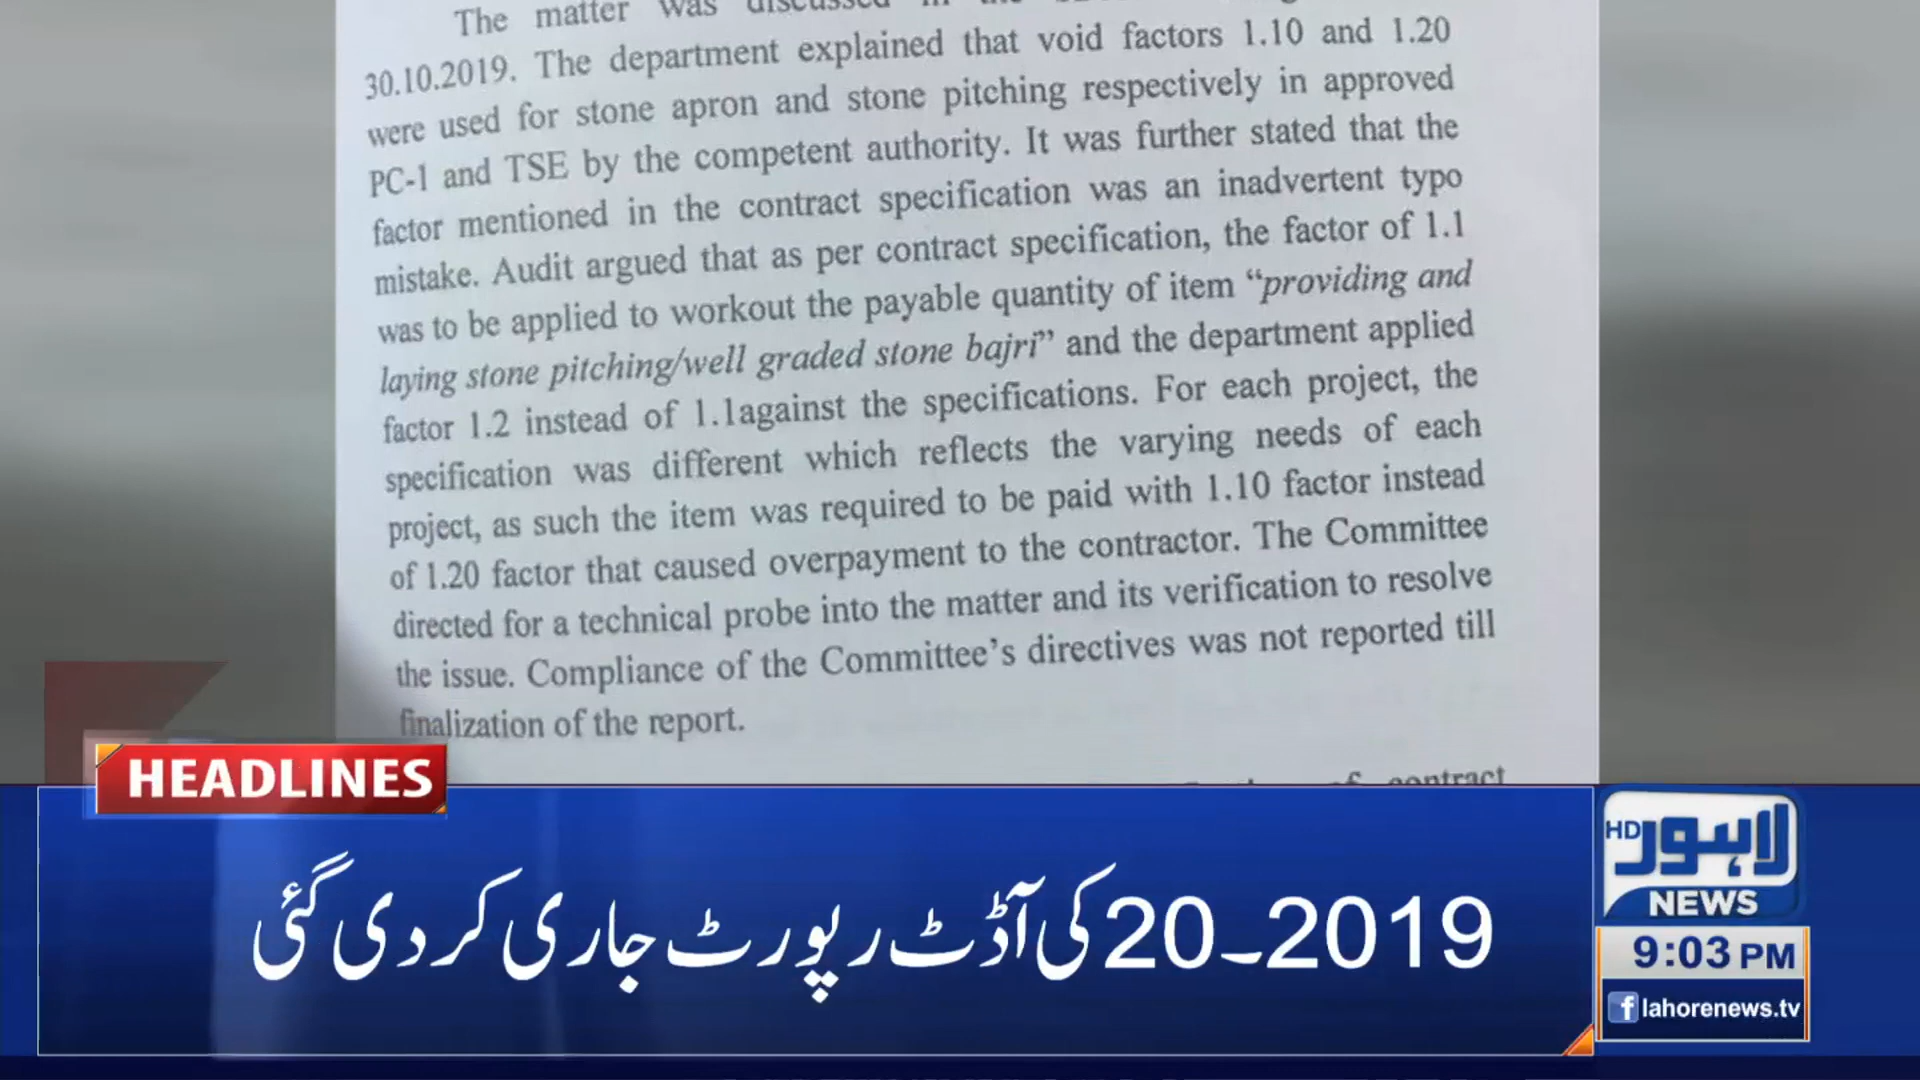 The matter was discussed in the
30.10.2019. The department explained that void factors 1.10 and 1.20
were used for stone apron and stone pitching respectively in approved
PC-1 and TSE by the competent authority. It was further stated that the
factor mentioned in the contract specification was an inadvertent typo
mistake. Audit argued that as per contract specification, the factor of 1.1
was to be applied to workout the payable quantity of item “providing and
laying stone pitching/well graded stone bajri” and the department applied
factor 1.2 instead of 1.1against the specifications. For each project, the
specification was different which reflects the varying needs of each
project, as such the item was required to be paid with 1.10 factor instead
of 1.20 factor that caused overpayment to the contractor. The Committee
directed for a technical probe into the matter and its verification to resolve
the issue. Compliance of the Committee’s directives was not reported till
finalization of the report.
of contract
HEADLINES
2019۔20 کی آڈٹ رپورٹ جاری کر دی گئی
لاہور HD
NEWS
9:03 PM
lahorenews.tv